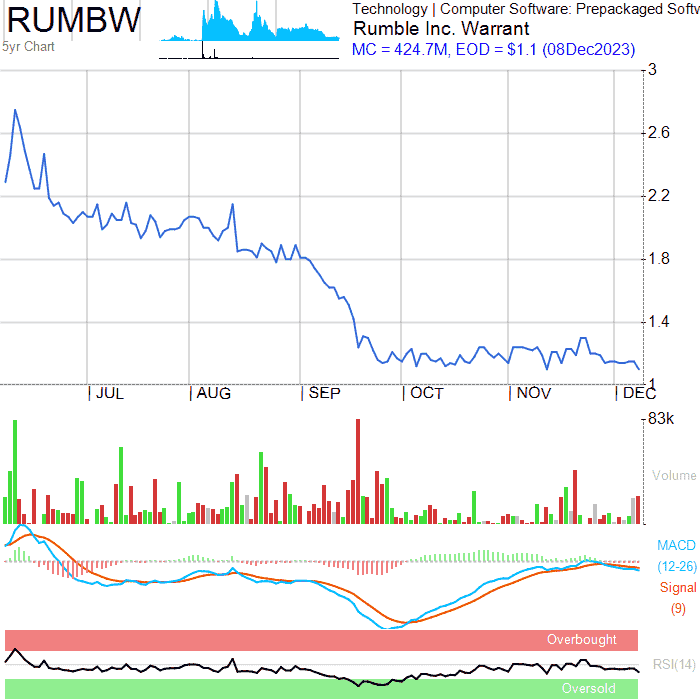 RUMBW
5yr Chart
Technology | Computer Software: Prepackaged Softw
Rumble Inc. Warrant
MC = 424.7M, EOD = $1.1 (08Dec2023)
3
2.6
2.2
1.8
1.4
1
JUL
AUG
SEP
OCT
NOV
DEC
83k
Volume
MACD
(12-26)
Signal
(9)
Overbought
RSI(14)
Oversold